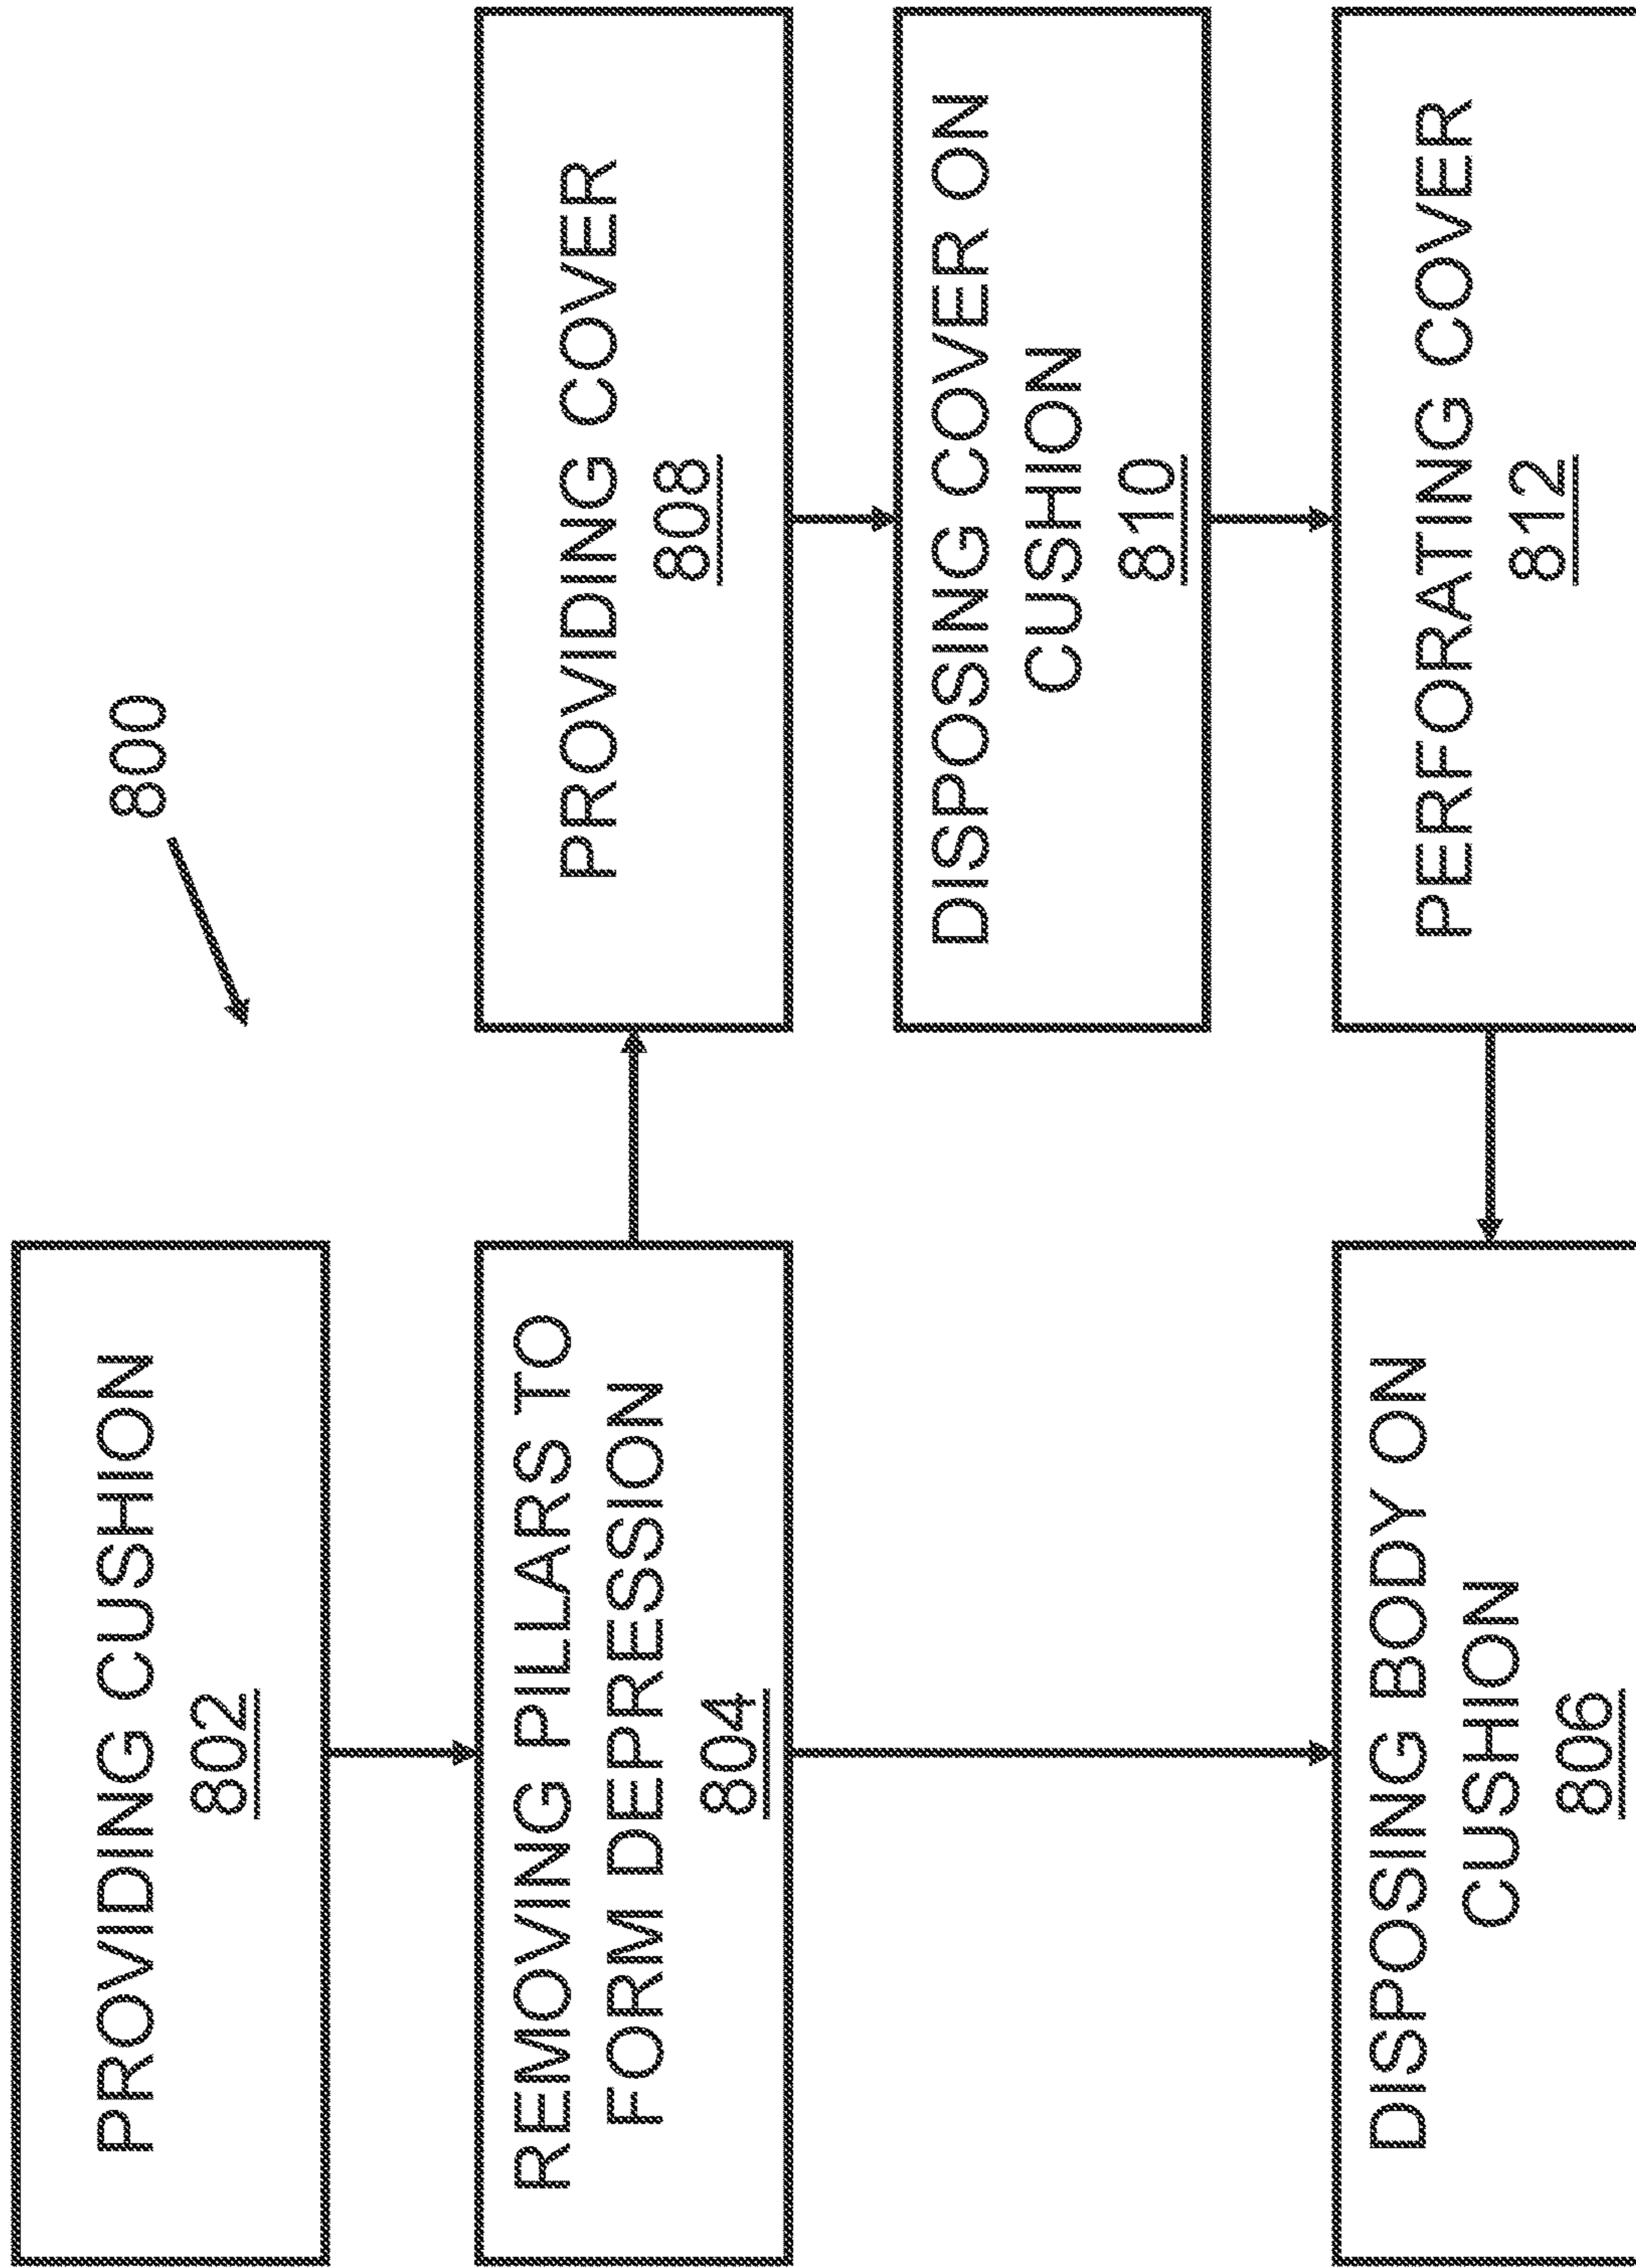 800
PROVIDING CUSHION
802
REMOVING PILLARS TO
FORM DEPRESSION
804
DISPOSING BODY ON
CUSHION
806
PROVIDING COVER
808
DISPOSING COVER ON
CUSHION
810
PERFORATING COVER
812